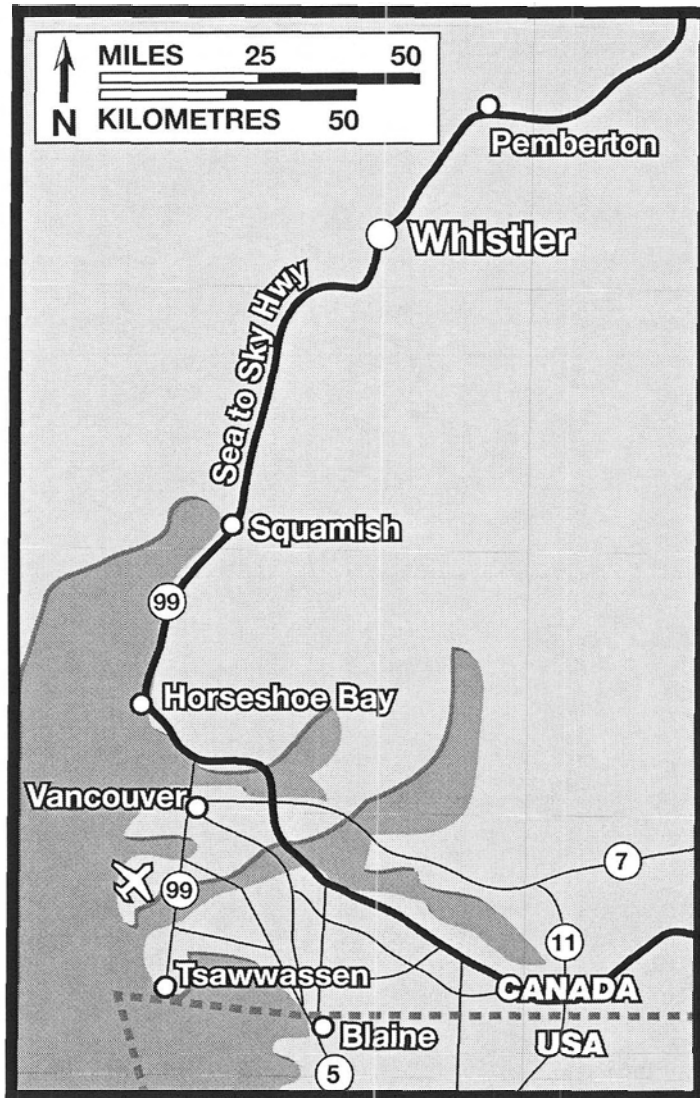 MILES 25 50
N KILOMETRES 50
Pemberton
Whistler
Sea to Sky Hwy
Squamish
99
Horseshoe Bay
Vancouver
7
99
11
Tsawwassen
CANADA
Blaine
USA
5